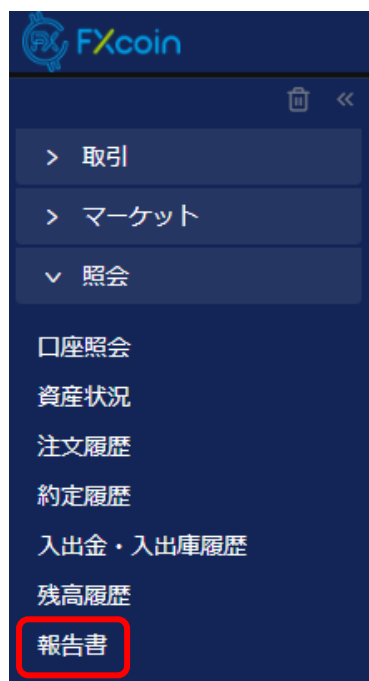 FXcoin
取引
マーケット
照会
口座照会
資産状況
注文履歴
約定履歴
入出金・入出庫履歴
残高履歴
報告書